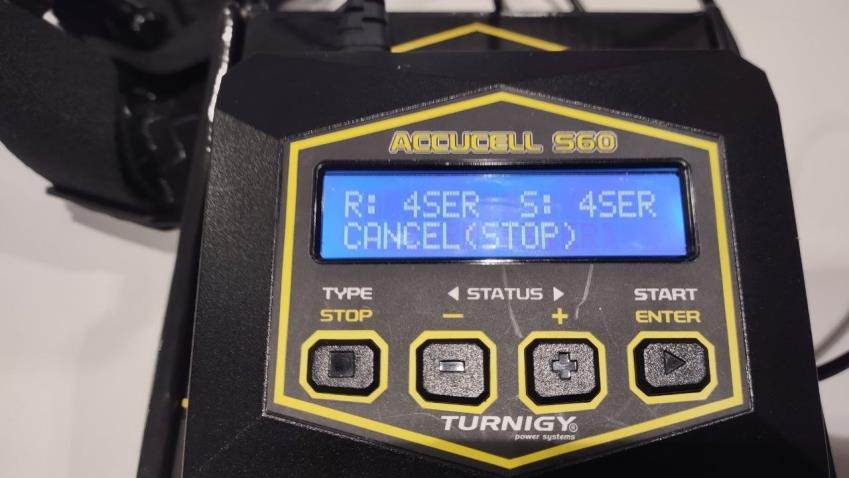 ACCUCELL S60
R: 4SER S: 4SER
CANCEL(STOP)
TYPE ◀ STATUS ▶ START
STOP − + ENTER
TURNIGY®
power systems